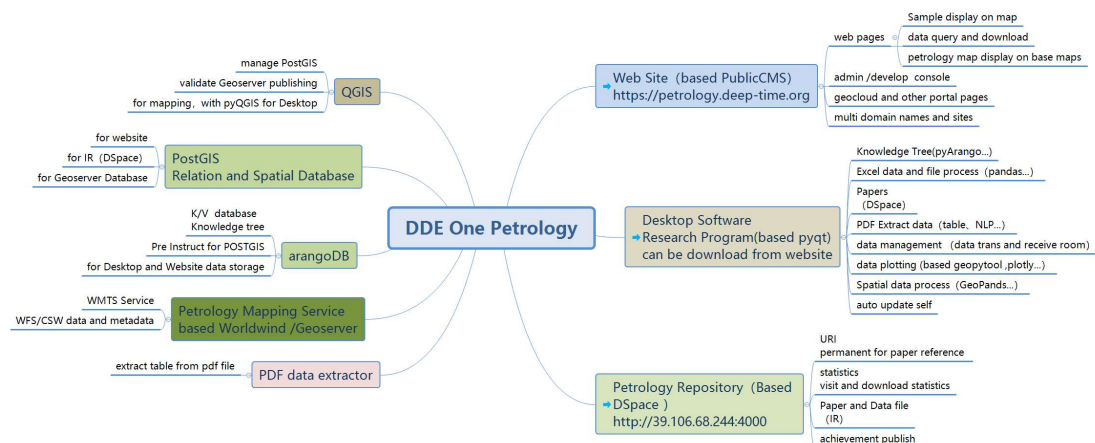 DDE One Petrology
QGIS
manage PostGIS
validate Geserver publishing
for mapping，with pyQGIS for Desktop
PostGIS
Relation and Spatial Database
for website
for IR（DSpace）
for Geoserver Database
arangoDB
K/V database
Knowledge tree
Pre Instruct for POSTGIS
for Desktop and Website data storage
Petrology Mapping Service
based Worldwind /Geoserver
WMTS Service
WFS/CSW data and metadata
PDF data extractor
extract table from pdf file
Web Site（based PublicCMS）
https://petrology.deep-time.org
web pages
Sample display on map
data query and download
petrology map display on base maps
admin /develop console
geocloud and other portal pages
multi domain names and sites
Desktop Software
Research Program(based pyqt)
can be download from website
Knowledge Tree(pyArango...)
Excel data and file process（pandas...）
Papers
（DSpace）
PDF Extract data（table、NLP...）
data management （data trans and receive room）
data plotting (based geopytool ,plotly...）
Spatial data process（GeoPands...）
auto update self
Petrology Repository（Based
DSpace ）
http://39.106.68.244:4000
URI
permanent for paper reference
statistics
visit and download statistics
Paper and Data file
（IR）
achievement publish